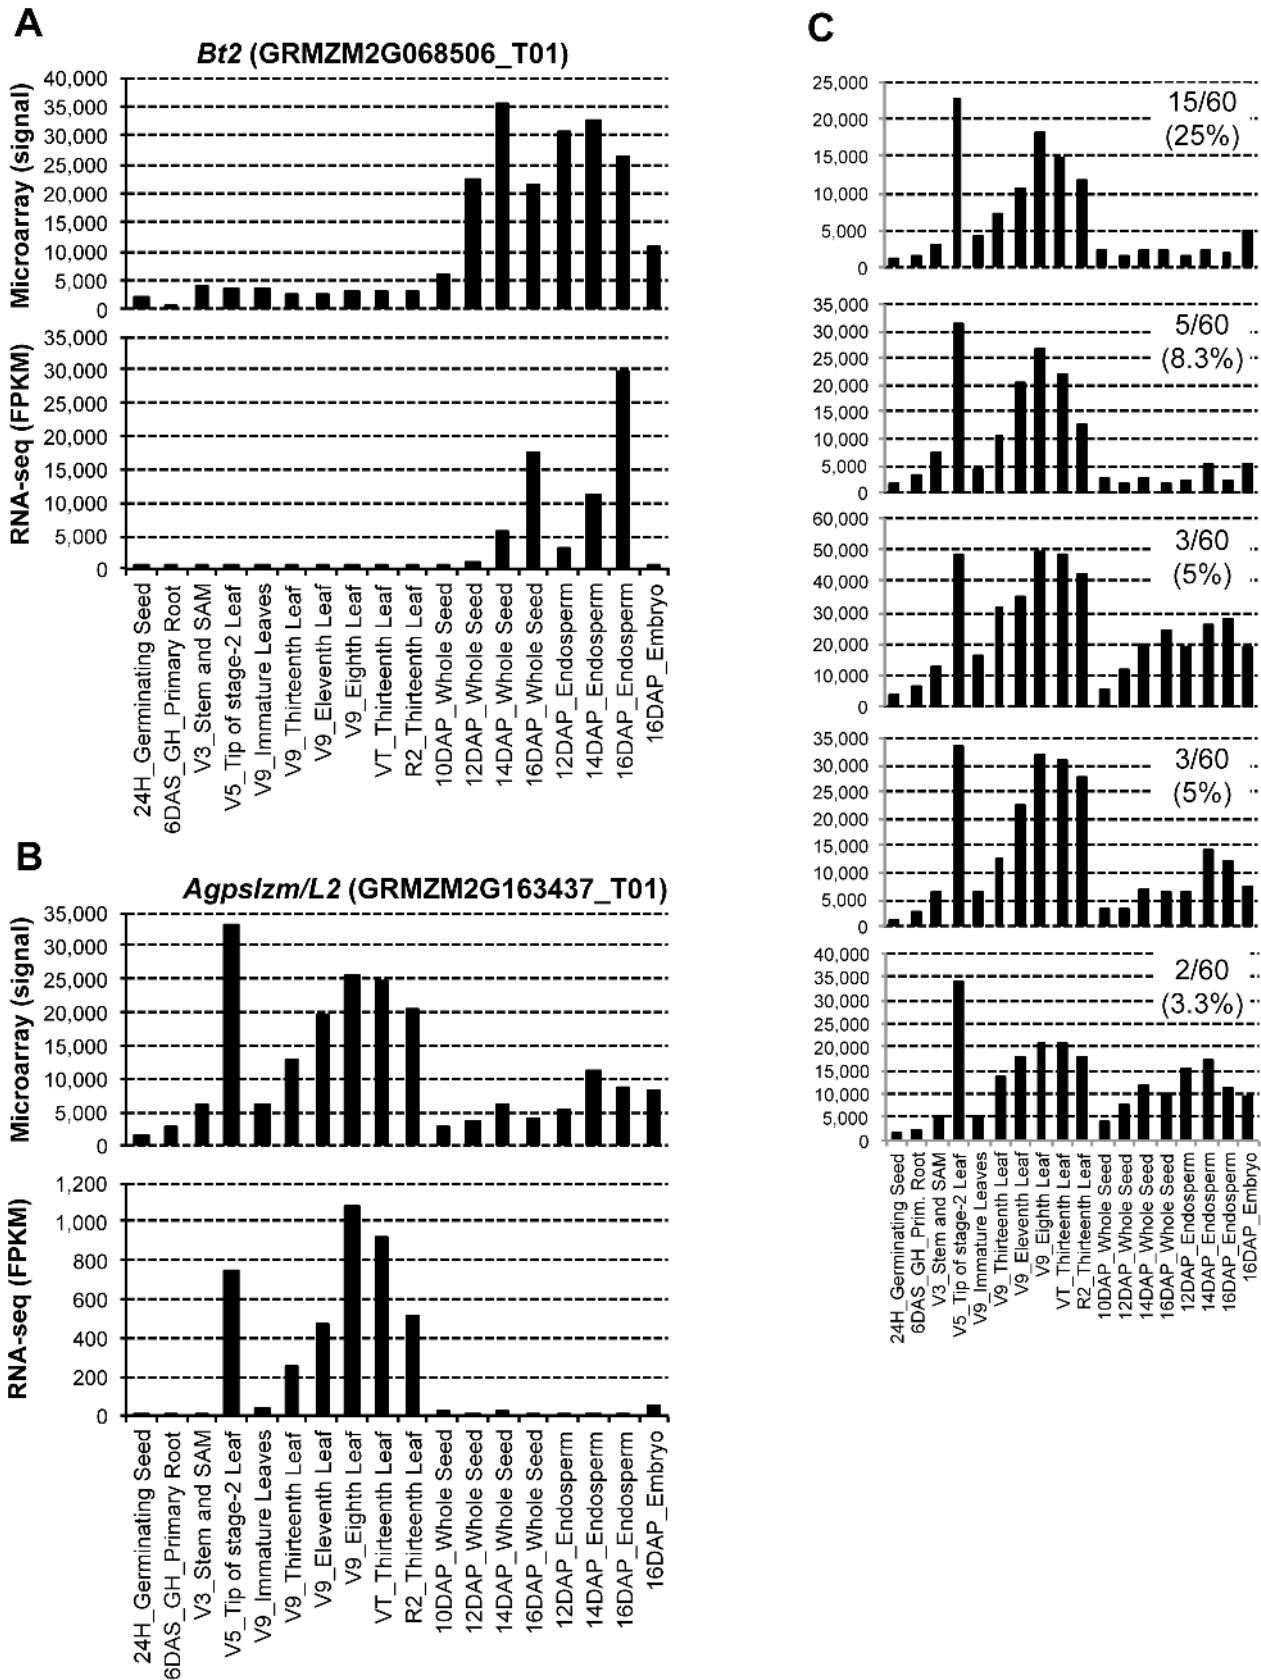 A
Bt2 (GRMZM2G068506_T01)
Microarray (signal)
40,000
35,000
30,000
25,000
20,000
15,000
10,000
5,000
0
RNA-seq (FPKM)
35,000
30,000
25,000
20,000
15,000
10,000
5,000
0
24H_Germinating Seed
6DAS_GH_Primary Root
V3_Stem and SAM
V5_Tip of stage-2 Leaf
V9_Immature Leaves
V9_Thirteenth Leaf
V9_Eleventh Leaf
V9_Eighth Leaf
VT_Thirteenth Leaf
R2_Thirteenth Leaf
10DAP_Whole Seed
12DAP_Whole Seed
14DAP_Whole Seed
16DAP_Whole Seed
12DAP_Endosperm
14DAP_Endosperm
16DAP_Endosperm
16DAP_Embryo
B
Agpslzm/L2 (GRMZM2G163437_T01)
Microarray (signal)
35,000
30,000
25,000
20,000
15,000
10,000
5,000
0
RNA-seq (FPKM)
1,200
1,000
800
600
400
200
0
24H_Germinating Seed
6DAS_GH_Primary Root
V3_Stem and SAM
V5_Tip of stage-2 Leaf
V9_Immature Leaves
V9_Thirteenth Leaf
V9_Eleventh Leaf
V9_Eighth Leaf
VT_Thirteenth Leaf
R2_Thirteenth Leaf
10DAP_Whole Seed
12DAP_Whole Seed
14DAP_Whole Seed
16DAP_Whole Seed
12DAP_Endosperm
14DAP_Endosperm
16DAP_Endosperm
16DAP_Embryo
C
25,000
20,000
15,000
10,000
5,000
0
15/60
(25%)
35,000
30,000
25,000
20,000
15,000
10,000
5,000
0
5/60
(8.3%)
60,000
50,000
40,000
30,000
20,000
10,000
0
3/60
(5%)
35,000
30,000
25,000
20,000
15,000
10,000
5,000
0
3/60
(5%)
40,000
35,000
30,000
25,000
20,000
15,000
10,000
5,000
0
2/60
(3.3%)
24H_Germinating Seed
6DAS_GH_Prim. Root
V3_Stem and SAM
V5_Tip of stage-2 Leaf
V9_Immature Leaves
V9_Thirteenth Leaf
V9_Eleventh Leaf
V9_Eighth Leaf
VT_Thirteenth Leaf
R2_Thirteenth Leaf
10DAP_Whole Seed
12DAP_Whole Seed
14DAP_Whole Seed
16DAP_Whole Seed
12DAP_Endosperm
14DAP_Endosperm
16DAP_Endosperm
16DAP_Embryo